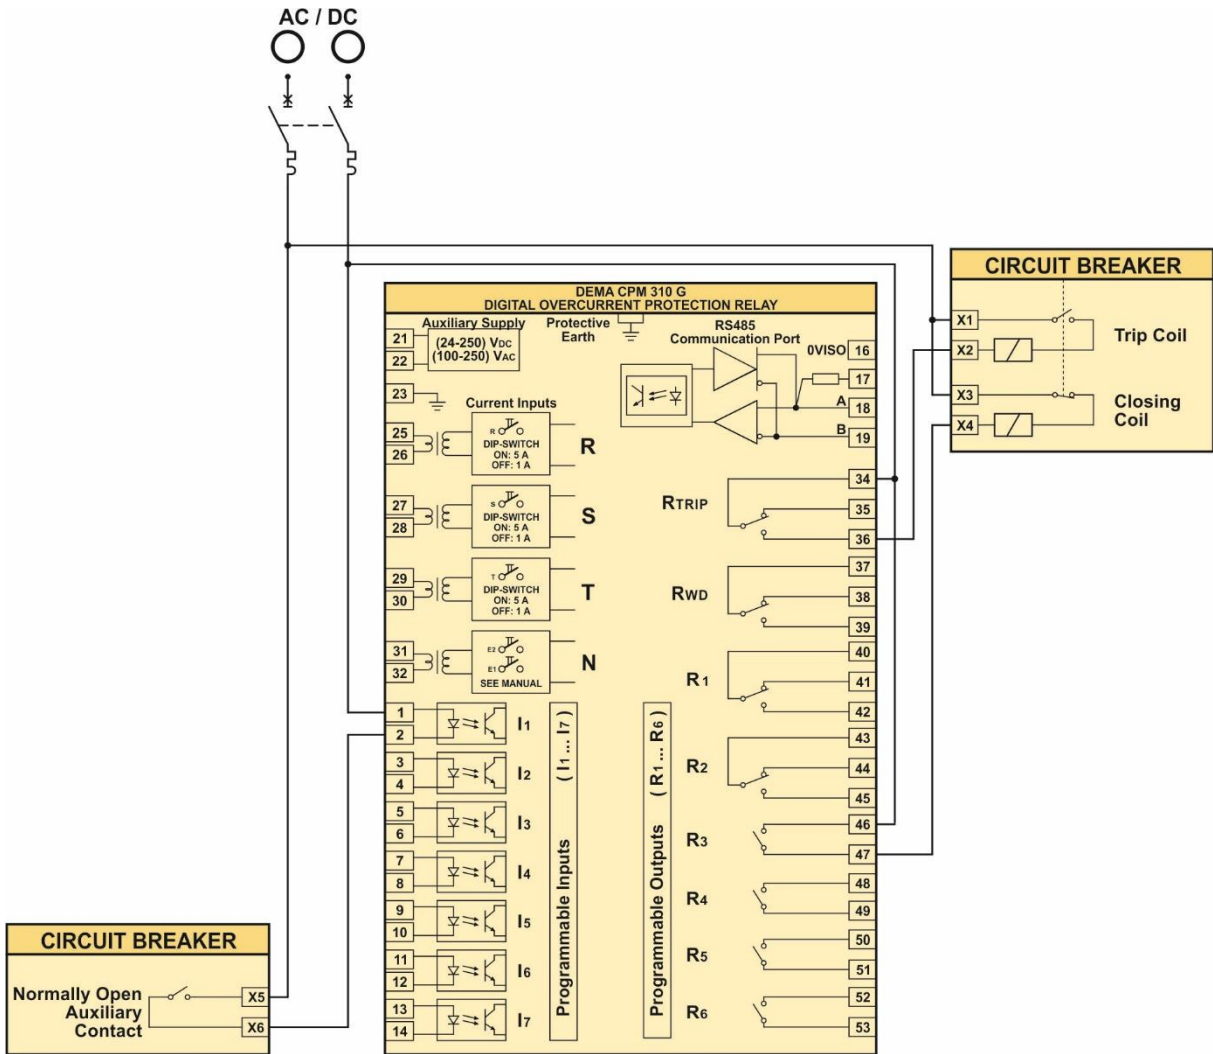 AC / DC
CIRCUIT BREAKER
X1
X2
Trip Coil
X3
X4
Closing
Coil
DEMA CPM 310 G
DIGITAL OVERCURRENT PROTECTION RELAY
21
22
Auxiliary Supply
(24-250) VDC
(100-250) VAC
Protective
Earth
RS485
Communication Port
0VISO
16
17
A
18
B
19
23
Current Inputs
25
26
R
DIP-SWITCH
ON: 5 A
OFF: 1 A
R
27
28
S
DIP-SWITCH
ON: 5 A
OFF: 1 A
S
29
30
T
DIP-SWITCH
ON: 5 A
OFF: 1 A
T
31
32
E2
E1
SEE MANUAL
N
RTRIP
34
35
36
RWD
37
38
39
R1
40
41
42
R2
43
44
45
R3
46
47
R4
48
49
R5
50
51
R6
52
53
1
2
I1
3
4
I2
5
6
I3
7
8
I4
9
10
I5
11
12
I6
13
14
I7
Programmable Inputs ( I1 ... I7 )
Programmable Outputs ( R1 ... R6 )
CIRCUIT BREAKER
Normally Open
Auxiliary
Contact
X5
X6